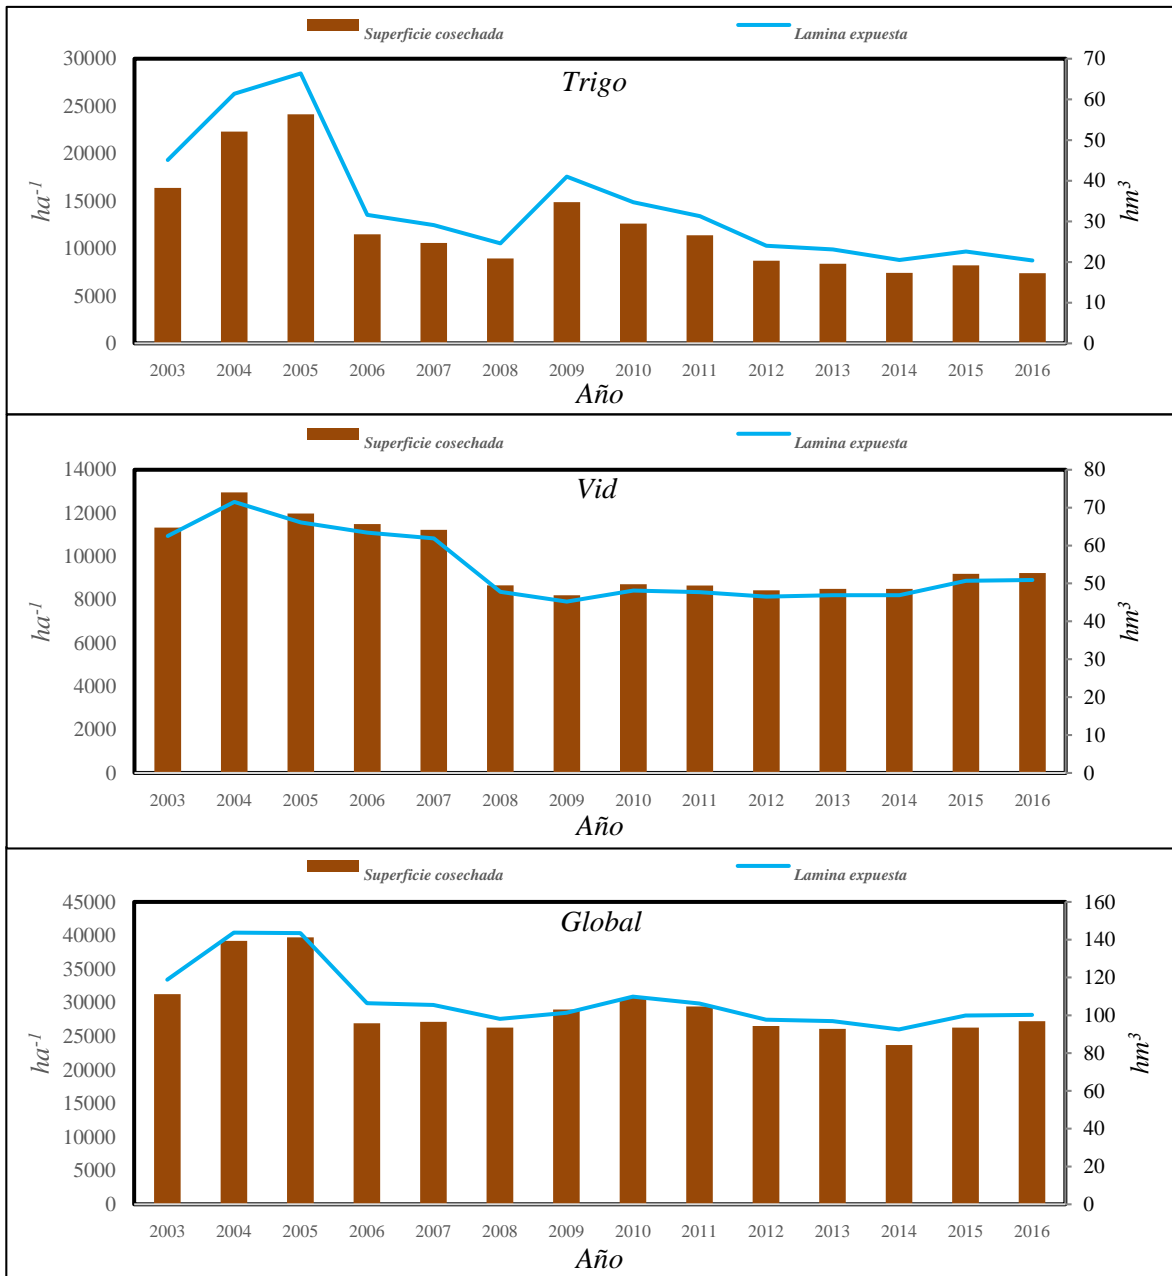 Superficie cosechada Lamina expuesta
Trigo
30000 70
25000 60
20000 50
15000 40
10000 30
5000 20
0 10
0
ha-1
hm3
2003 2004 2005 2006 2007 2008 2009 2010 2011 2012 2013 2014 2015 2016
Año
Superficie cosechada Lamina expuesta
Vid
14000 80
12000 70
10000 60
8000 50
6000 40
4000 30
2000 20
0 10
0
ha-1
hm3
2003 2004 2005 2006 2007 2008 2009 2010 2011 2012 2013 2014 2015 2016
Año
Superficie cosechada Lamina expuesta
Global
45000 160
40000 140
35000 120
30000 100
25000 80
20000 60
15000 40
10000 20
5000 0
0
ha-1
hm3
2003 2004 2005 2006 2007 2008 2009 2010 2011 2012 2013 2014 2015 2016
Año